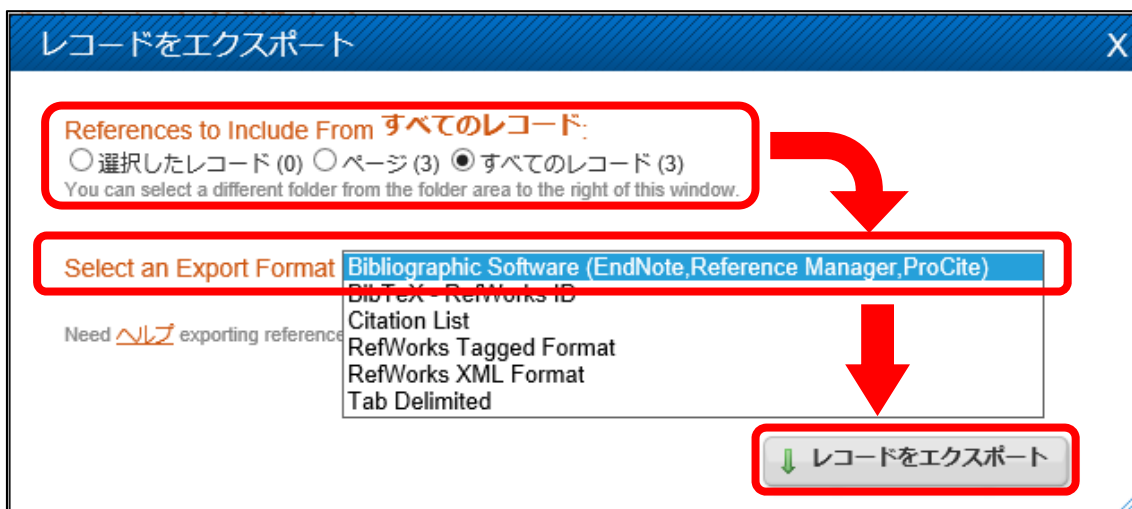 レコードをエクスポート X
References to Include From すべてのレコード:
選択したレコード (0) ページ (3) すべてのレコード (3)
You can select a different folder from the folder area to the right of this window.
Select an Export Format Bibliographic Software (EndNote,Reference Manager,ProCite)
BibTeX - RefWorks ID
Citation List
Need ヘルプ exporting reference
RefWorks Tagged Format
RefWorks XML Format
Tab Delimited
レコードをエクスポート